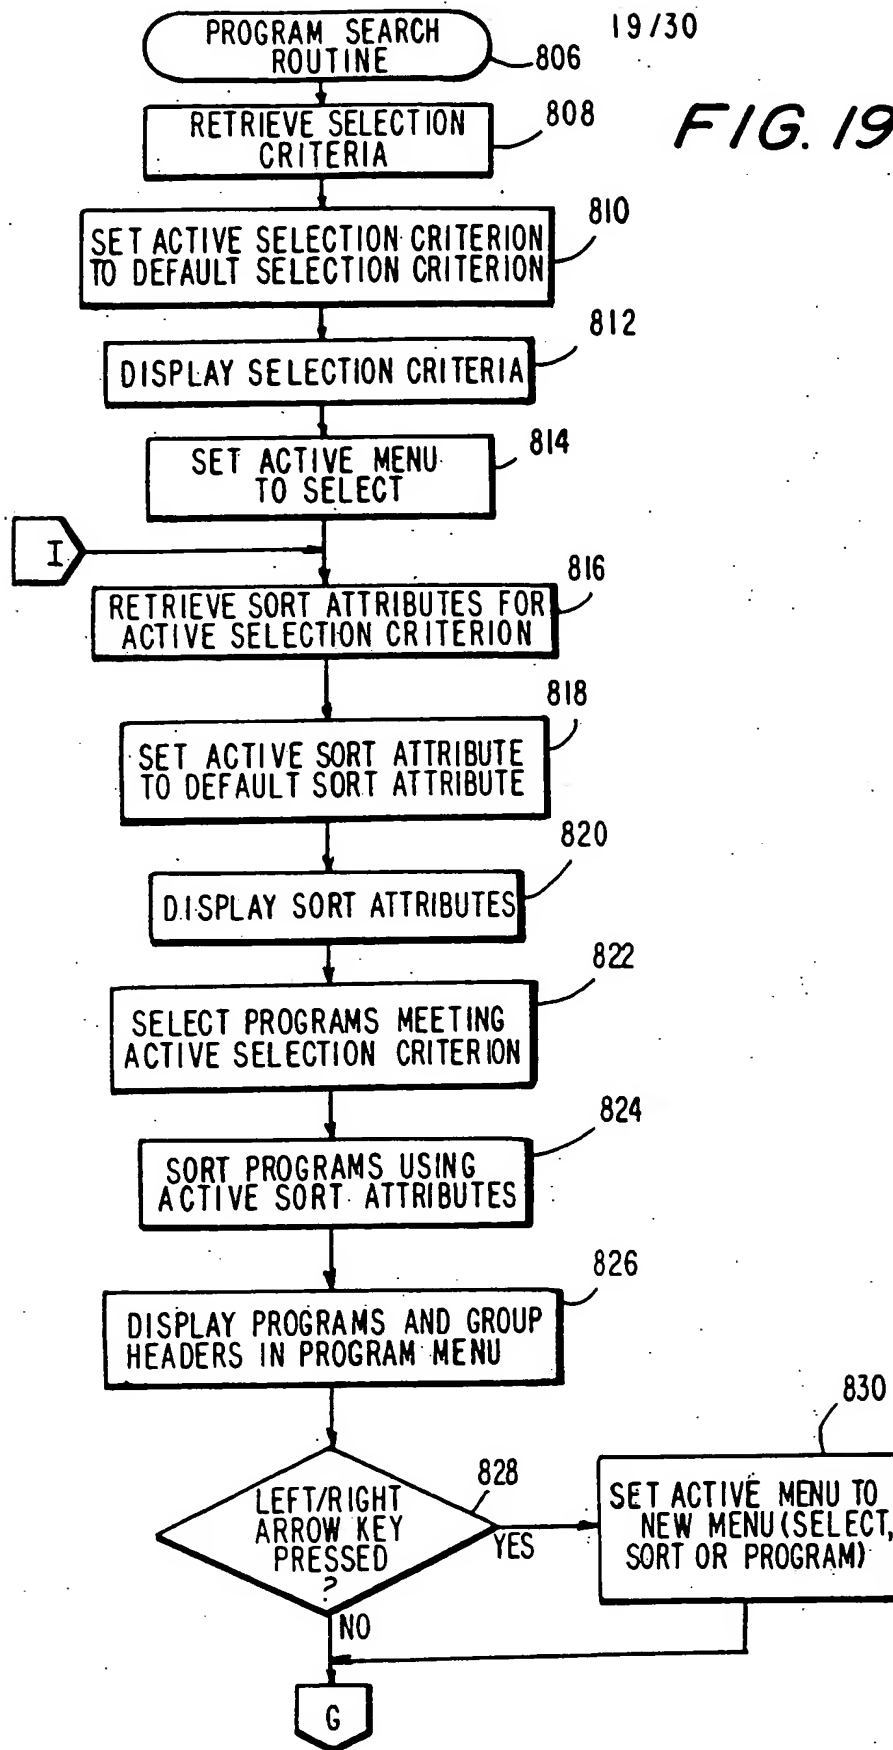 19/30
FIG. 19
PROGRAM SEARCH
ROUTINE
806
RETRIEVE SELECTION
CRITERIA
808
SET ACTIVE SELECTION CRITERION
TO DEFAULT SELECTION CRITERION
810
DISPLAY SELECTION CRITERIA
812
SET ACTIVE MENU
TO SELECT
814
I
RETRIEVE SORT ATTRIBUTES FOR
ACTIVE SELECTION CRITERION
816
SET ACTIVE SORT ATTRIBUTE
TO DEFAULT SORT ATTRIBUTE
818
DISPLAY SORT ATTRIBUTES
820
SELECT PROGRAMS MEETING
ACTIVE SELECTION CRITERION
822
SORT PROGRAMS USING
ACTIVE SORT ATTRIBUTES
824
DISPLAY PROGRAMS AND GROUP
HEADERS IN PROGRAM MENU
826
LEFT/RIGHT
ARROW KEY
PRESSED
?
828
YES
SET ACTIVE MENU TO
NEW MENU (SELECT,
SORT OR PROGRAM)
830
NO
G